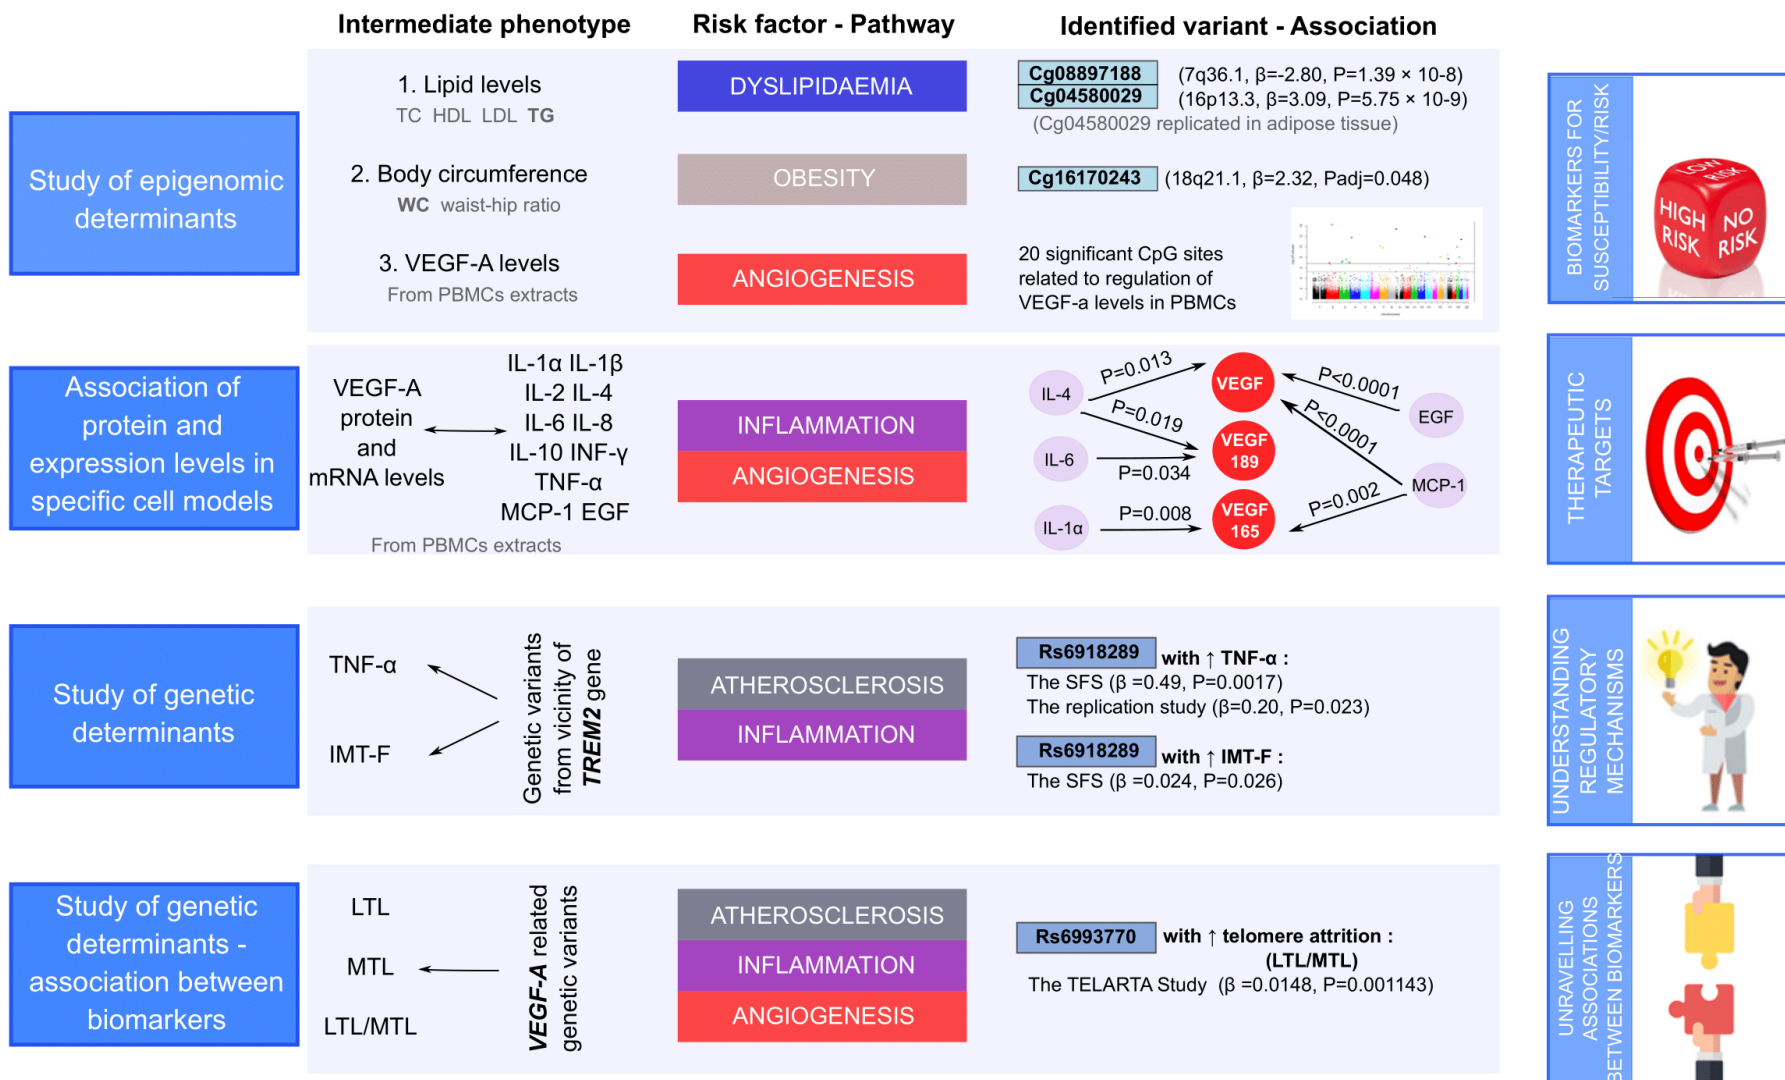 Intermediate phenotype
Risk factor - Pathway
Identified variant - Association
Study of epigenomic
determinants
1. Lipid levels
TC HDL LDL TG
DYSLIPIDAEMIA
Cg08897188 (7q36.1, β=-2.80, P=1.39 × 10-8)
Cg04580029 (16p13.3, β=3.09, P=5.75 × 10-9)
(Cg04580029 replicated in adipose tissue)
2. Body circumference
WC waist-hip ratio
OBESITY
Cg16170243 (18q21.1, β=2.32, Padj=0.048)
3. VEGF-A levels
From PBMCs extracts
ANGIOGENESIS
20 significant CpG sites
related to regulation of
VEGF-a levels in PBMCs
BIOMARKERS FOR
SUSCEPTIBILITY/RISK
LOW
RISK
HIGH
RISK
NO
RISK
Association of
protein and
expression levels in
specific cell models
VEGF-A
protein
and
mRNA levels
IL-1α IL-1β
IL-2 IL-4
IL-6 IL-8
IL-10 INF-γ
TNF-α
MCP-1 EGF
From PBMCs extracts
INFLAMMATION
ANGIOGENESIS
IL-4
IL-6
IL-1α
P=0.013
P=0.019
P=0.034
P=0.008
VEGF
VEGF
189
VEGF
165
P<0.0001
P<0.0001
P=0.002
EGF
MCP-1
THERAPEUTIC
TARGETS
Study of genetic
determinants
TNF-α
IMT-F
Genetic variants
from vicinity of
TREM2 gene
ATHEROSCLEROSIS
INFLAMMATION
Rs6918289 with ↑ TNF-α :
The SFS (β =0.49, P=0.0017)
The replication study (β=0.20, P=0.023)
Rs6918289 with ↑ IMT-F :
The SFS (β =0.024, P=0.026)
UNDERSTANDING
REGULATORY
MECHANISMS
Study of genetic
determinants -
association between
biomarkers
LTL
MTL
LTL/MTL
VEGF-A related
genetic variants
ATHEROSCLEROSIS
INFLAMMATION
ANGIOGENESIS
Rs6993770 with ↑ telomere attrition :
(LTL/MTL)
The TELARTA Study (β =0.0148, P=0.001143)
UNRAVELLING
ASSOCIATIONS
BETWEEN BIOMARKERS